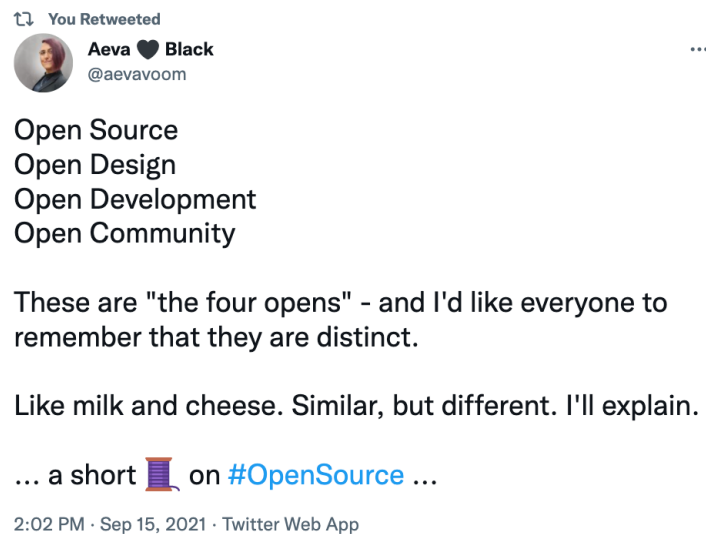 You Retweeted
Aeva 🖤 Black
@aevavoom
Open Source
Open Design
Open Development
Open Community
These are "the four opens" - and I'd like everyone to
remember that they are distinct.
Like milk and cheese. Similar, but different. I'll explain.
... a short 🧵 on #OpenSource ...
2:02 PM · Sep 15, 2021 · Twitter Web App